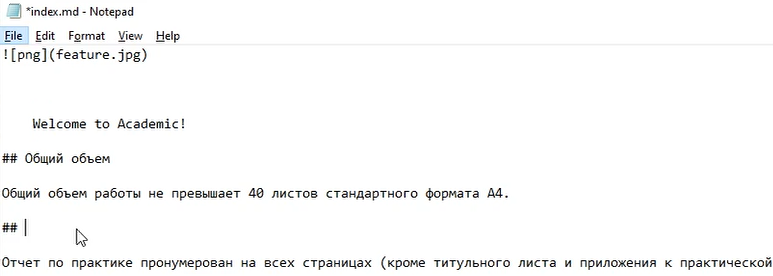 *index.md - Notepad
File Edit Format View Help
![png](feature.jpg)
Welcome to Academic!
## Общий объем
Общий объем работы не превышает 40 листов стандартного формата А4.
##
Отчет по практике пронумерован на всех страницах (кроме титульного листа и приложения к практической